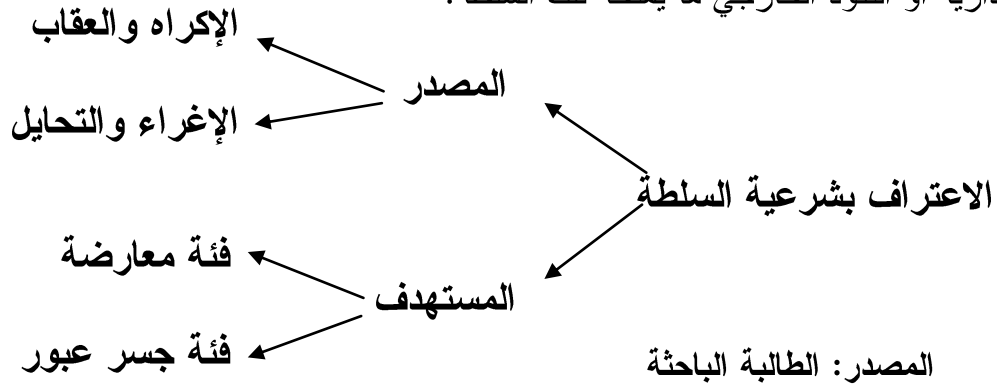 الإكراه والعقاب
المصدر
الإغراء والتحايل
الاعتراف بشرعية السلطة
فئة معارضة
المستهدف
فئة جسر عبور
المصدر: الطالبة الباحثة